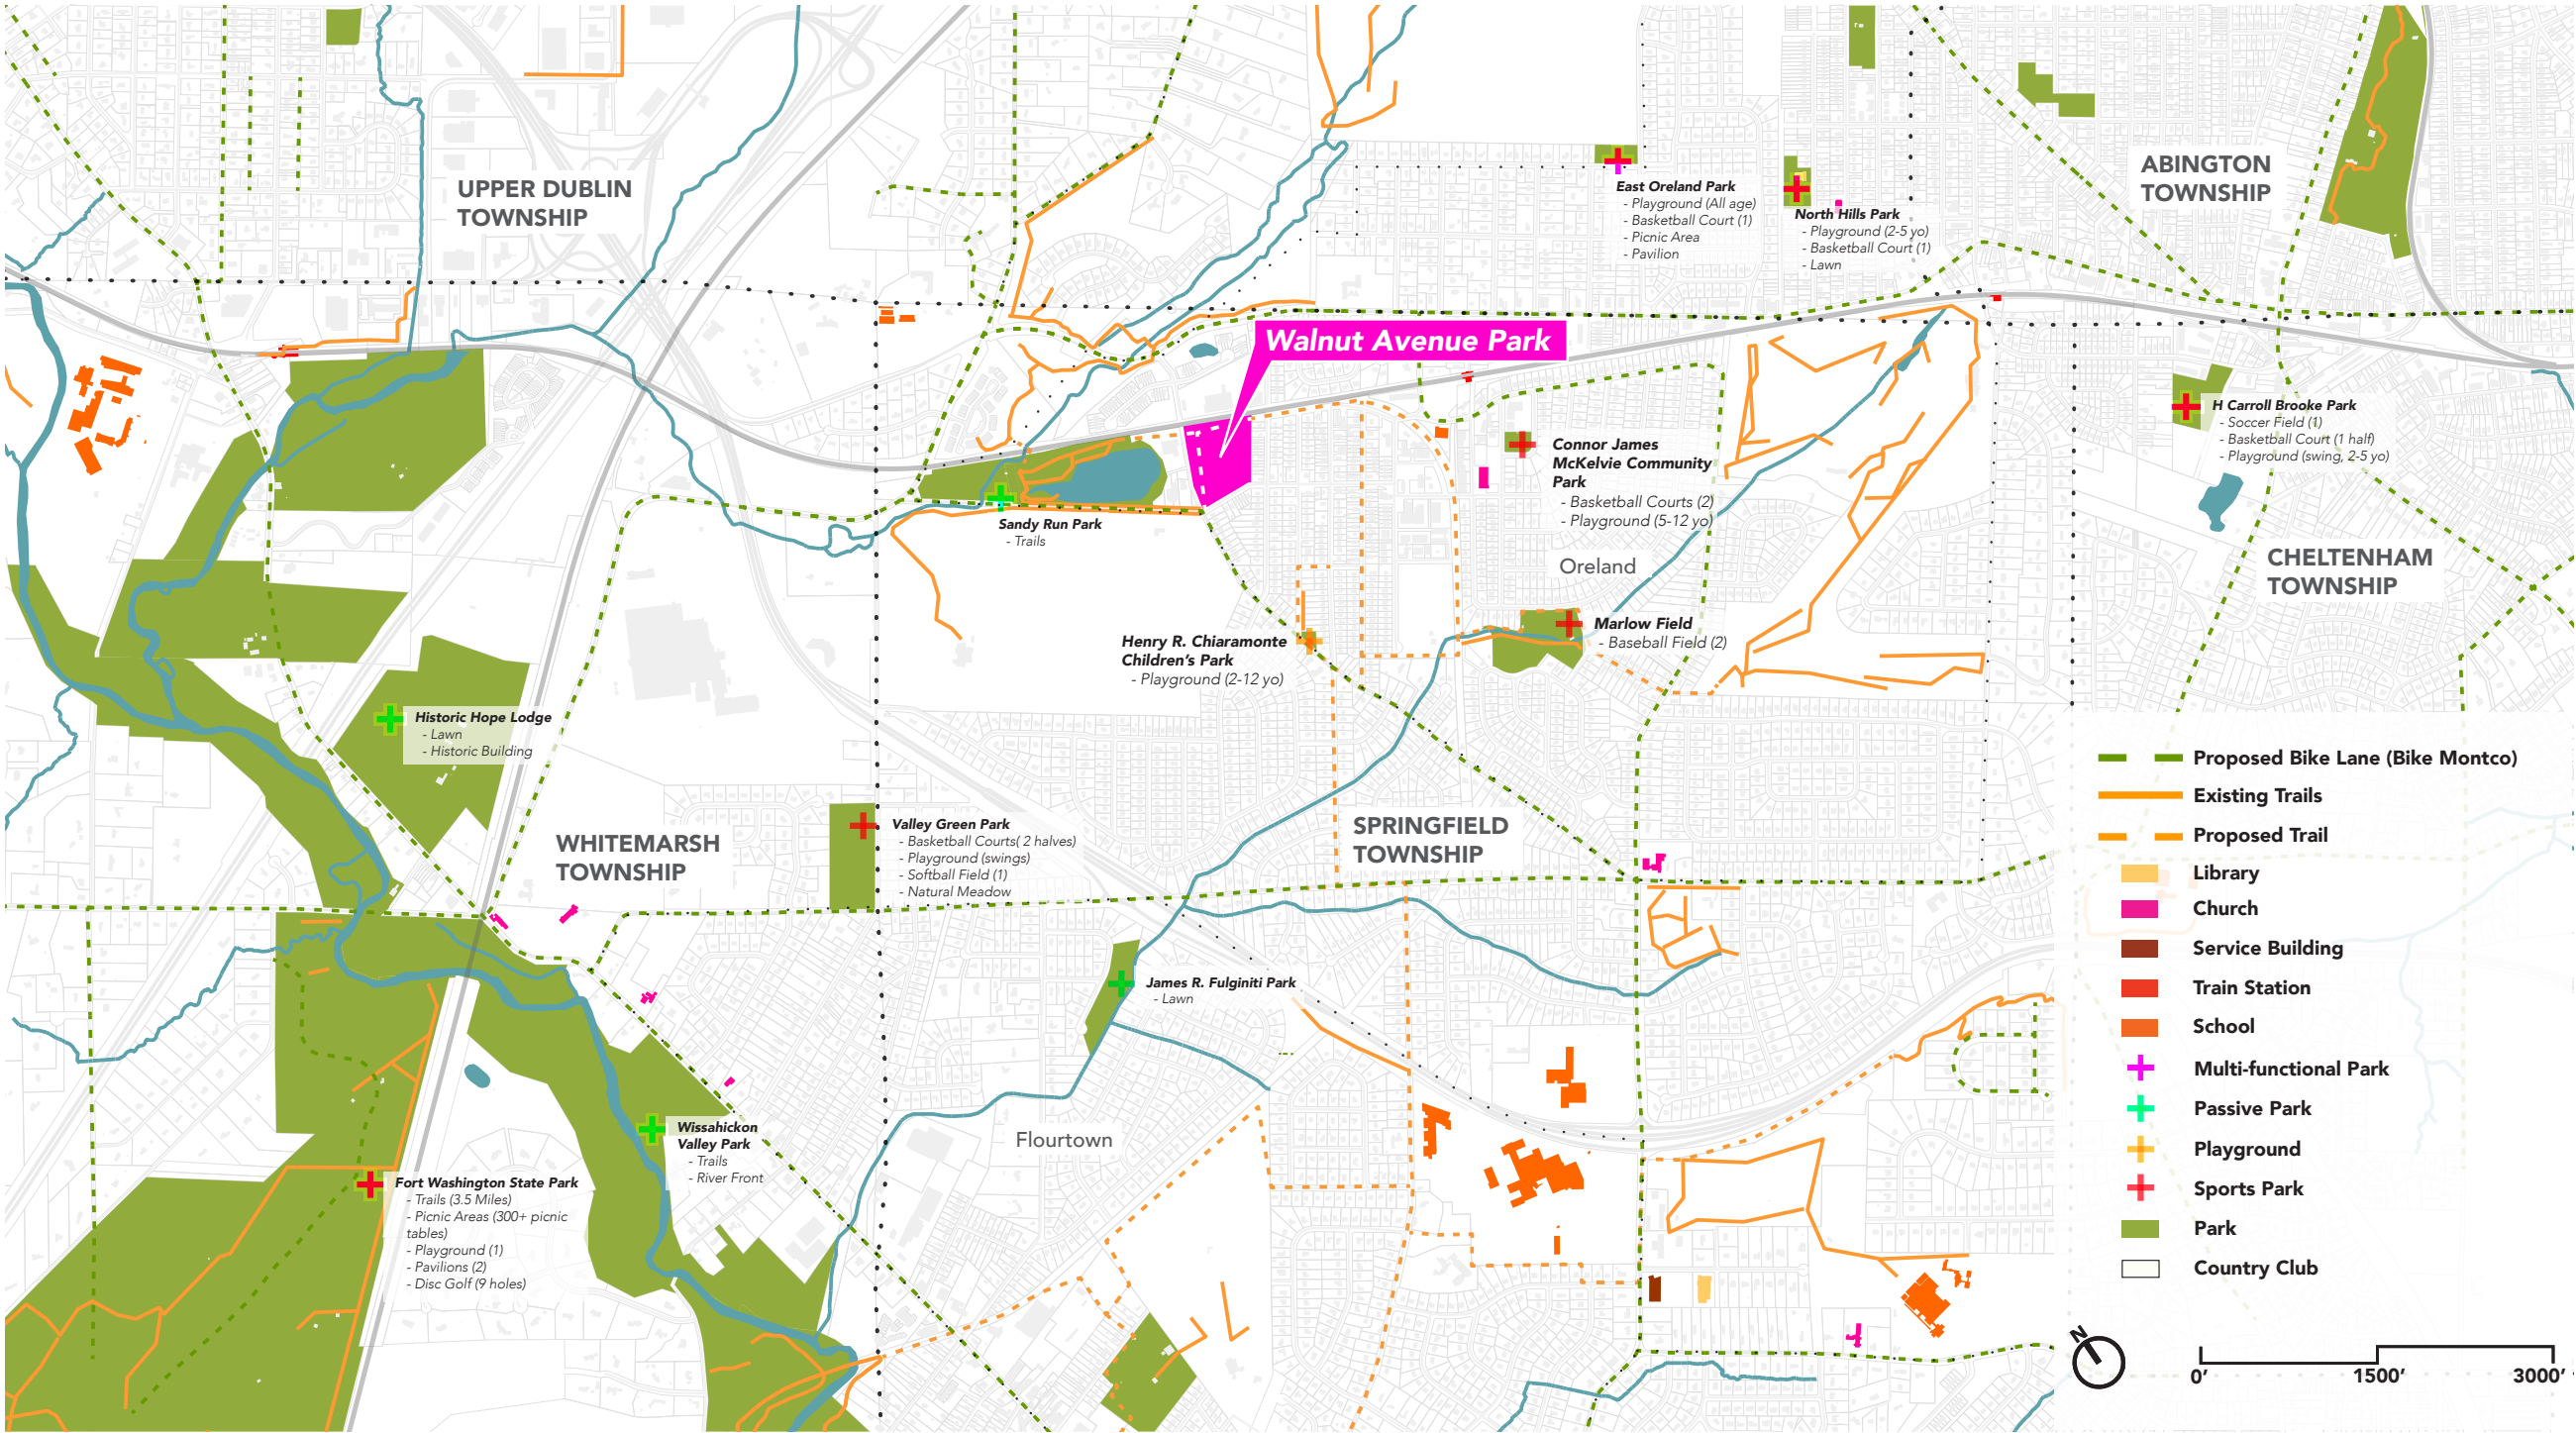 UPPER DUBLIN
TOWNSHIP
East Oreland Park
- Playground (All age)
- Basketball Court (1)
- Picnic Area
- Pavilion
North Hills Park
- Playground (2-5 yo)
- Basketball Court (1)
- Lawn
ABINGTON
TOWNSHIP
Walnut Avenue Park
H Carroll Brooke Park
- Soccer Field (1)
- Basketball Court (1 half)
- Playground (swing, 2-5 yo)
Connor James
McKelvie Community
Park
- Basketball Courts (2)
- Playground (5-12 yo)
Sandy Run Park
- Trails
Oreland
CHELTENHAM
TOWNSHIP
Henry R. Chiaramonte
Children's Park
- Playground (2-12 yo)
Marlow Field
- Baseball Field (2)
Historic Hope Lodge
- Lawn
- Historic Building
WHITEMARSH
TOWNSHIP
Valley Green Park
- Basketball Courts( 2 halves)
- Playground (swings)
- Softball Field (1)
- Natural Meadow
SPRINGFIELD
TOWNSHIP
James R. Fulginiti Park
- Lawn
Flourtown
Wissahickon
Valley Park
- Trails
- River Front
Fort Washington State Park
- Trails (3.5 Miles)
- Picnic Areas (300+ picnic
tables)
- Playground (1)
- Pavilions (2)
- Disc Golf (9 holes)
Proposed Bike Lane (Bike Montco)
Existing Trails
Proposed Trail
Library
Church
Service Building
Train Station
School
Multi-functional Park
Passive Park
Playground
Sports Park
Park
Country Club
N
0'
1500'
3000'